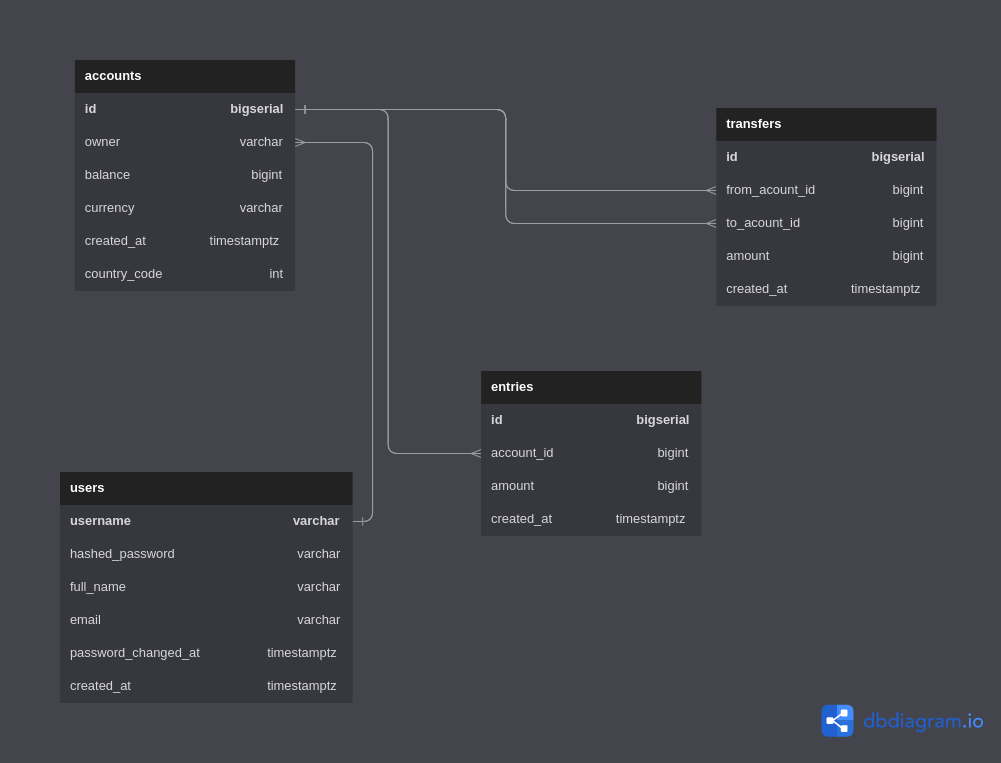 accounts
id bigserial
owner varchar
balance bigint
currency varchar
created_at timestamptz
country_code int
transfers
id bigserial
from_acount_id bigint
to_acount_id bigint
amount bigint
created_at timestamptz
entries
id bigserial
account_id bigint
amount bigint
created_at timestamptz
users
username varchar
hashed_password varchar
full_name varchar
email varchar
password_changed_at timestamptz
created_at timestamptz
dbdiagram.io